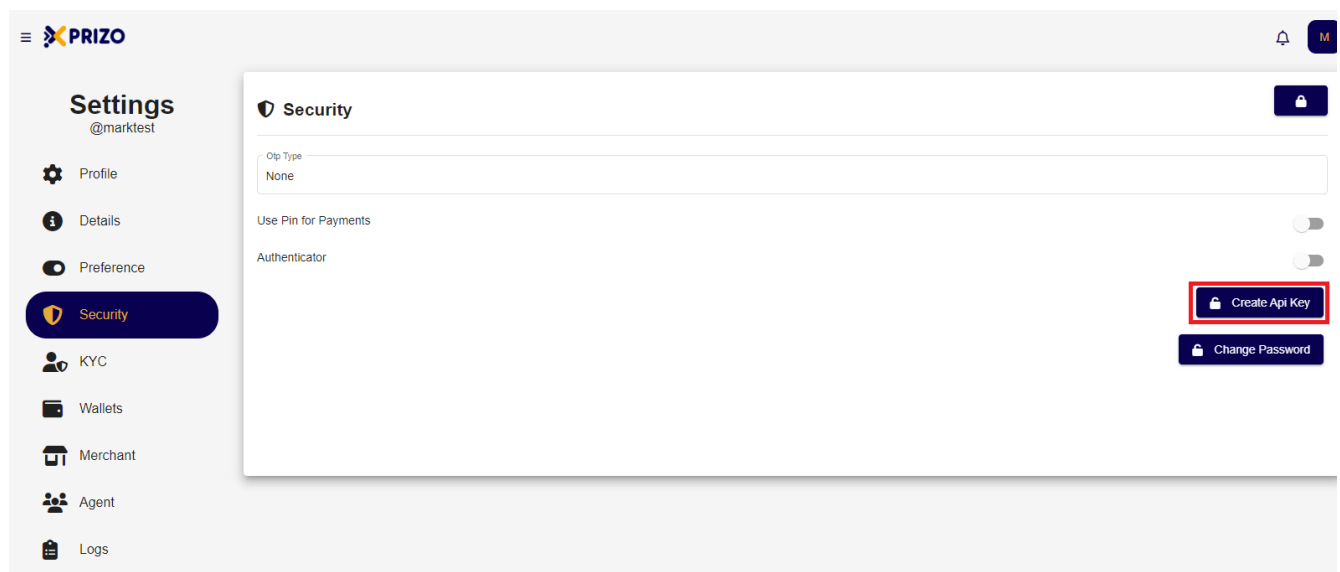 XPRIZO
M
Settings
@marktest
Profile
Details
Preference
Security
KYC
Wallets
Merchant
Agent
Logs
Security
Otp Type
None
Use Pin for Payments
Authenticator
Create Api Key
Change Password